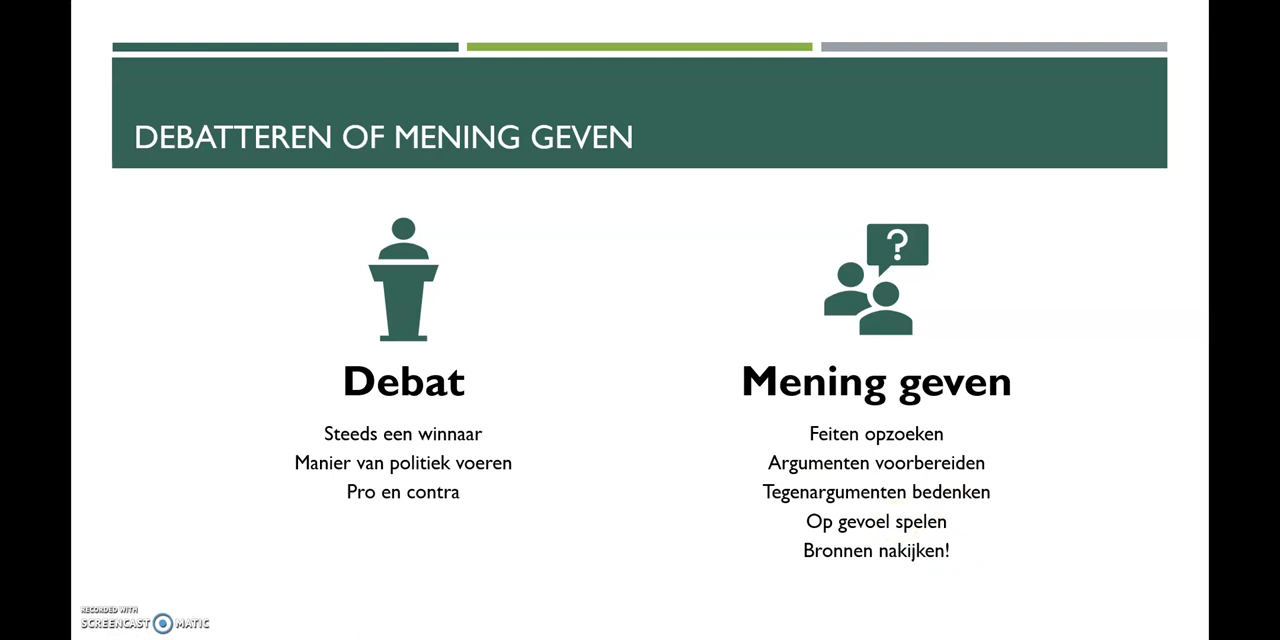 DEBATTEREN OF MENING GEVEN
?
Debat
Steeds een winnaar
Manier van politiek voeren
Pro en contra
Mening geven
Feiten opzoeken
Argumenten voorbereiden
Tegenargumenten bedenken
Op gevoel spelen
Bronnen nakijken!
RECORDED WITH
SCREENCAST MATIC